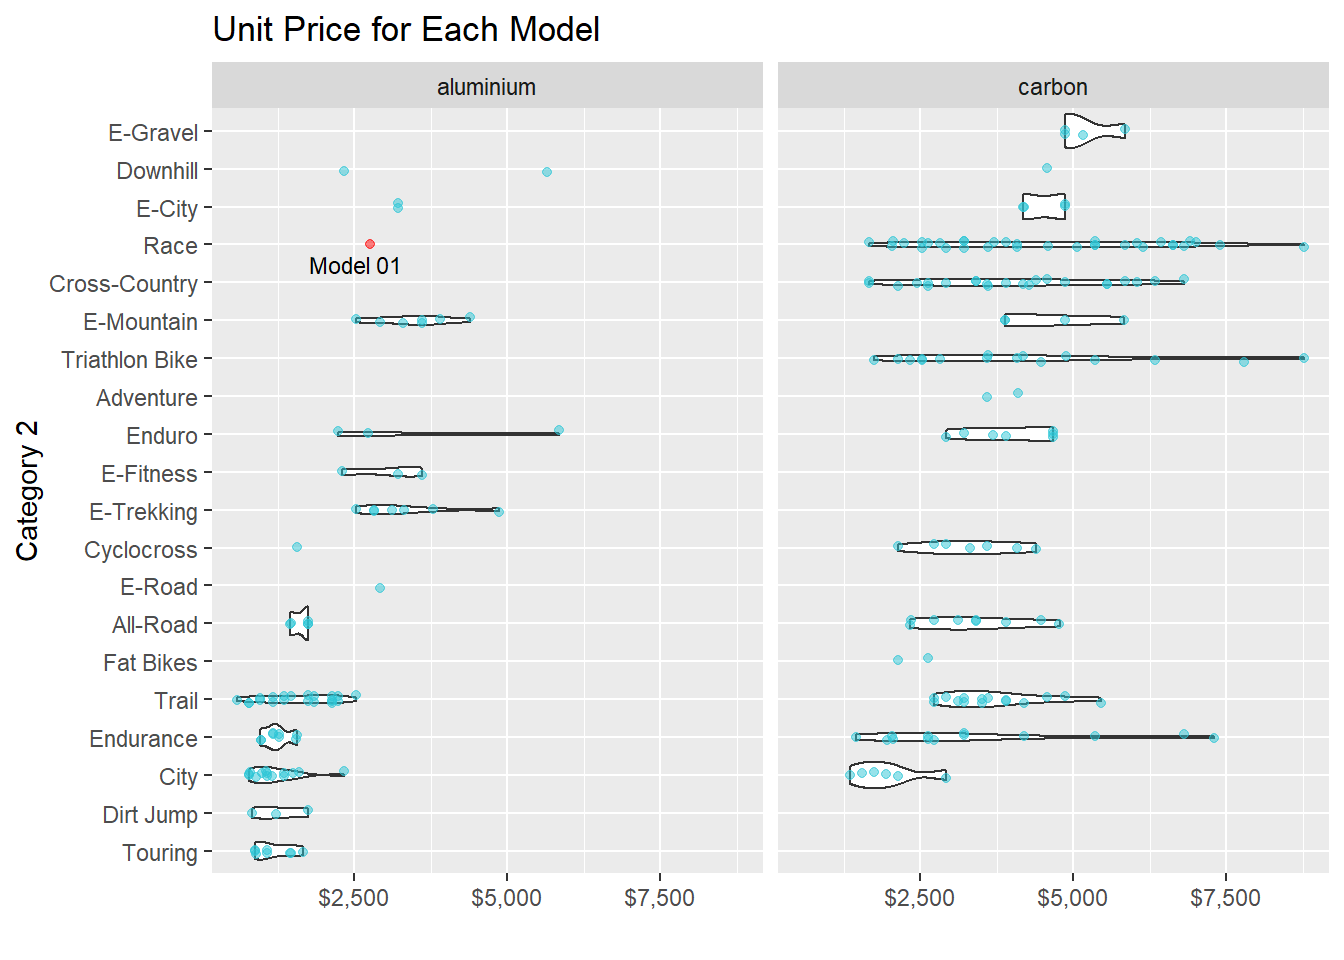 Unit Price for Each Model
aluminium
carbon
Category 2
E-Gravel
Downhill
E-City
Race
Model 01
Cross-Country
E-Mountain
Triathlon Bike
Adventure
Enduro
E-Fitness
E-Trekking
Cyclocross
E-Road
All-Road
Fat Bikes
Trail
Endurance
City
Dirt Jump
Touring
$2,500 $5,000 $7,500
$2,500 $5,000 $7,500